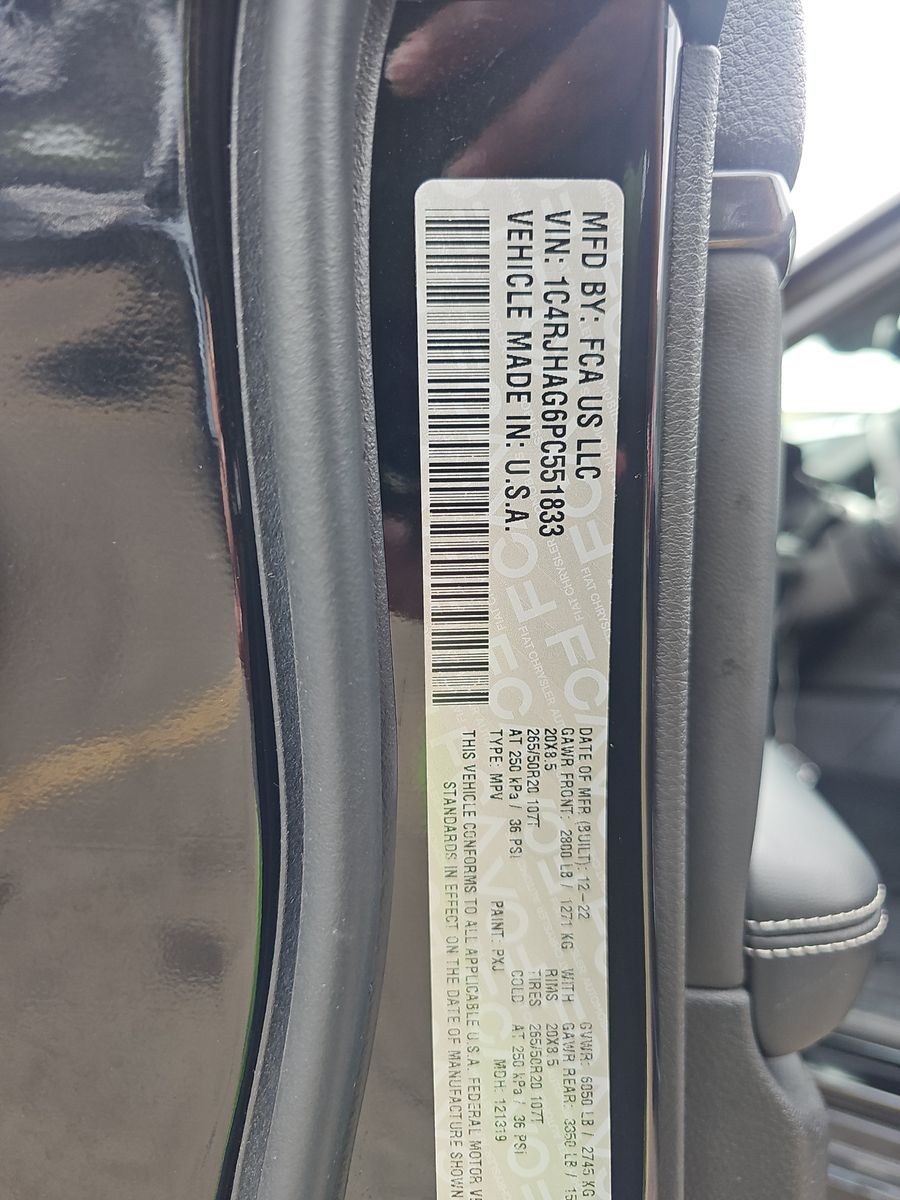 MFD BY: FCA US LLC
VIN: 1C4RJHAG6PC551833
VEHICLE MADE IN: U.S.A.
DATE OF MFR (BUILT): 12-22 GVWR: 6050 LB / 2745 KG
GAWR FRONT: 2800 LB / 1271 KG WITH GAWR REAR: 3350 LB /
20X8.5 RIMS 20X8.5
265/50R20 107T TIRES 265/50R20 107T
AT 250 kPa / 36 PSi COLD AT 250 kPa / 36 PSi
TYPE: MPV PAINT: PXJ MDH: 121319
THIS VEHICLE CONFORMS TO ALL APPLICABLE U.S.A. FEDERAL MOTOR
STANDARDS IN EFFECT ON THE DATE OF MANUFACTURE SHOWN